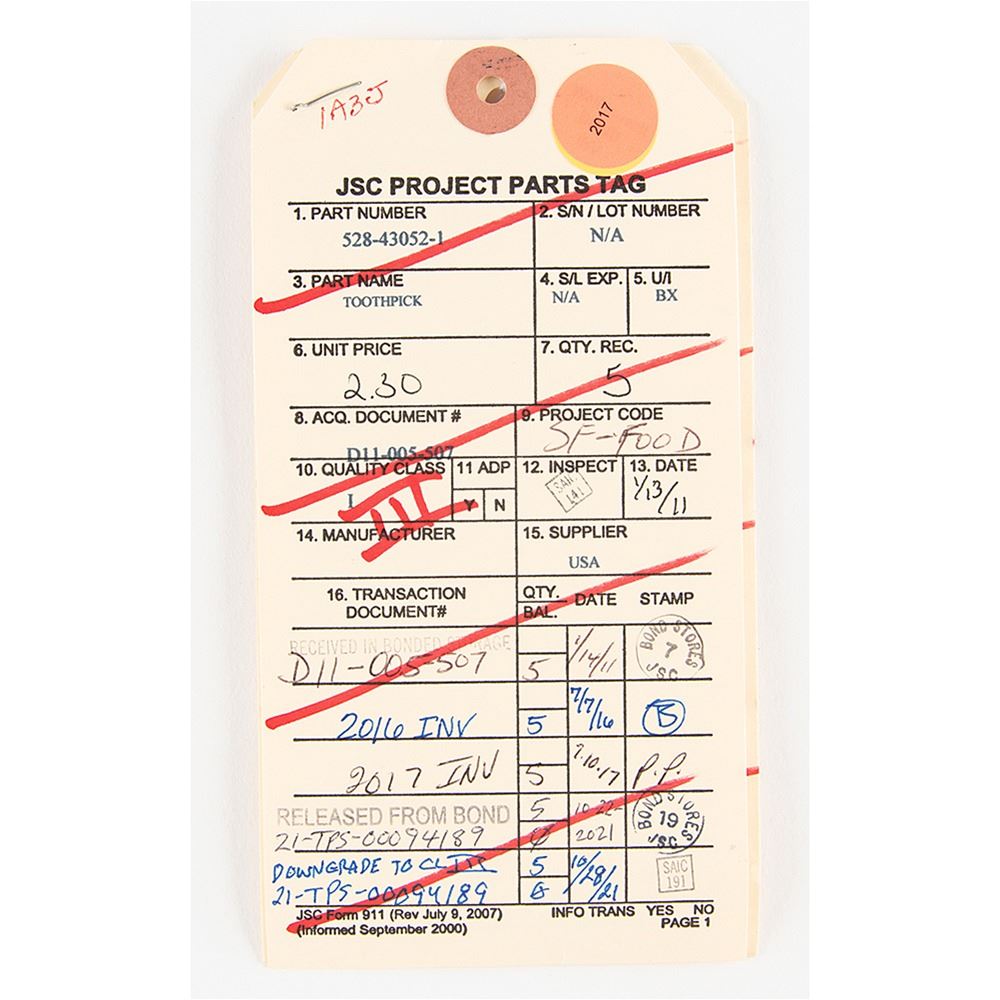 1A3J
2017
JSC PROJECT PARTS TAG
1. PART NUMBER 2. S/N / LOT NUMBER
528-43052-1 N/A
3. PART NAME 4. S/L EXP. 5. U/I
TOOTHPICK N/A BX
6. UNIT PRICE 7. QTY. REC.
2.30 5
8. ACQ. DOCUMENT # 9. PROJECT CODE
D11-005-507 SF-FOOD
10. QUALITY CLASS 11 ADP 12. INSPECT 13. DATE
I III Y N SAIC 141 1/13/11
14. MANUFACTURER 15. SUPPLIER
USA
16. TRANSACTION DOCUMENT# QTY. BAL. DATE STAMP
RECEIVED IN BONDED STORAGE
D11-005-507 5 1/14/11 BOND STORES 7 JSC
2016 INV 5 7/7/16 B
2017 INV 5 7.10.17 P.P.
RELEASED FROM BOND 5 10-22- BOND STORES 19 JSC
21-TPS-00094189 0 2021
DOWNGRADE TO CL III 5 10/28/21 SAIC 191
21-TPS-00094189
JSC Form 911 (Rev July 9, 2007) INFO TRANS YES NO
(Informed September 2000) PAGE 1